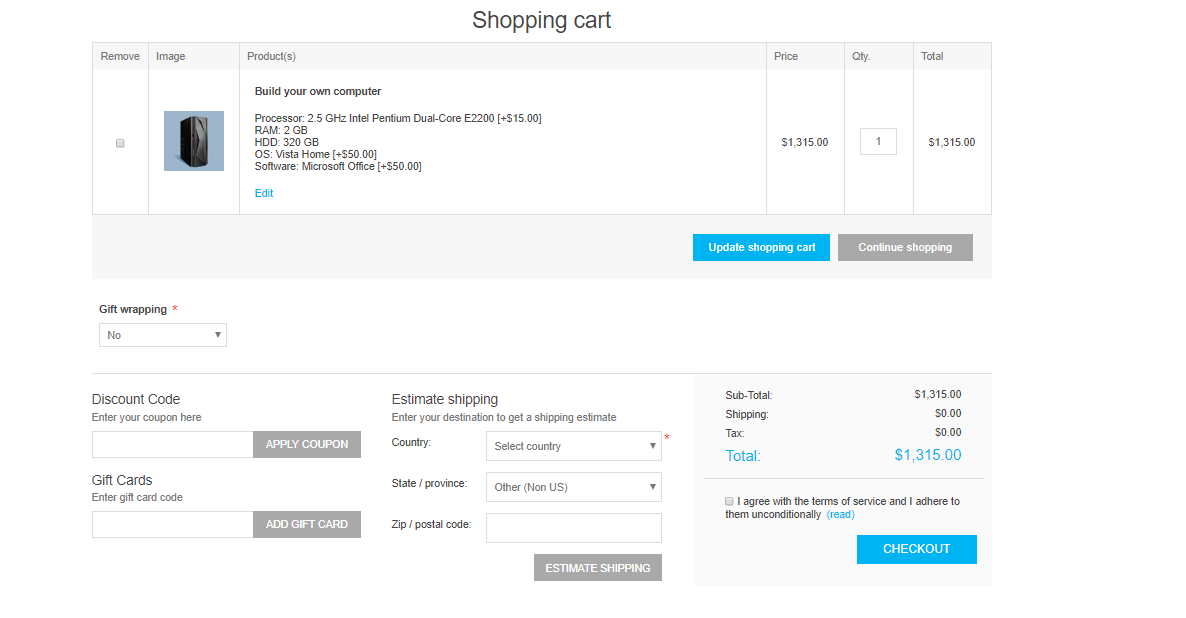 Shopping cart
Remove Image Product(s) Price Qty. Total
Build your own computer
Processor: 2.5 GHz Intel Pentium Dual-Core E2200 [+$15.00]
RAM: 2 GB
HDD: 320 GB
OS: Vista Home [+$50.00]
Software: Microsoft Office [+$50.00]
Edit
$1,315.00 1 $1,315.00
Update shopping cart Continue shopping
Gift wrapping *
No
Discount Code
Enter your coupon here
APPLY COUPON
Gift Cards
Enter gift card code
ADD GIFT CARD
Estimate shipping
Enter your destination to get a shipping estimate
Country: Select country *
State / province: Other (Non US)
Zip / postal code:
ESTIMATE SHIPPING
Sub-Total: $1,315.00
Shipping: $0.00
Tax: $0.00
Total: $1,315.00
I agree with the terms of service and I adhere to
them unconditionally (read)
CHECKOUT